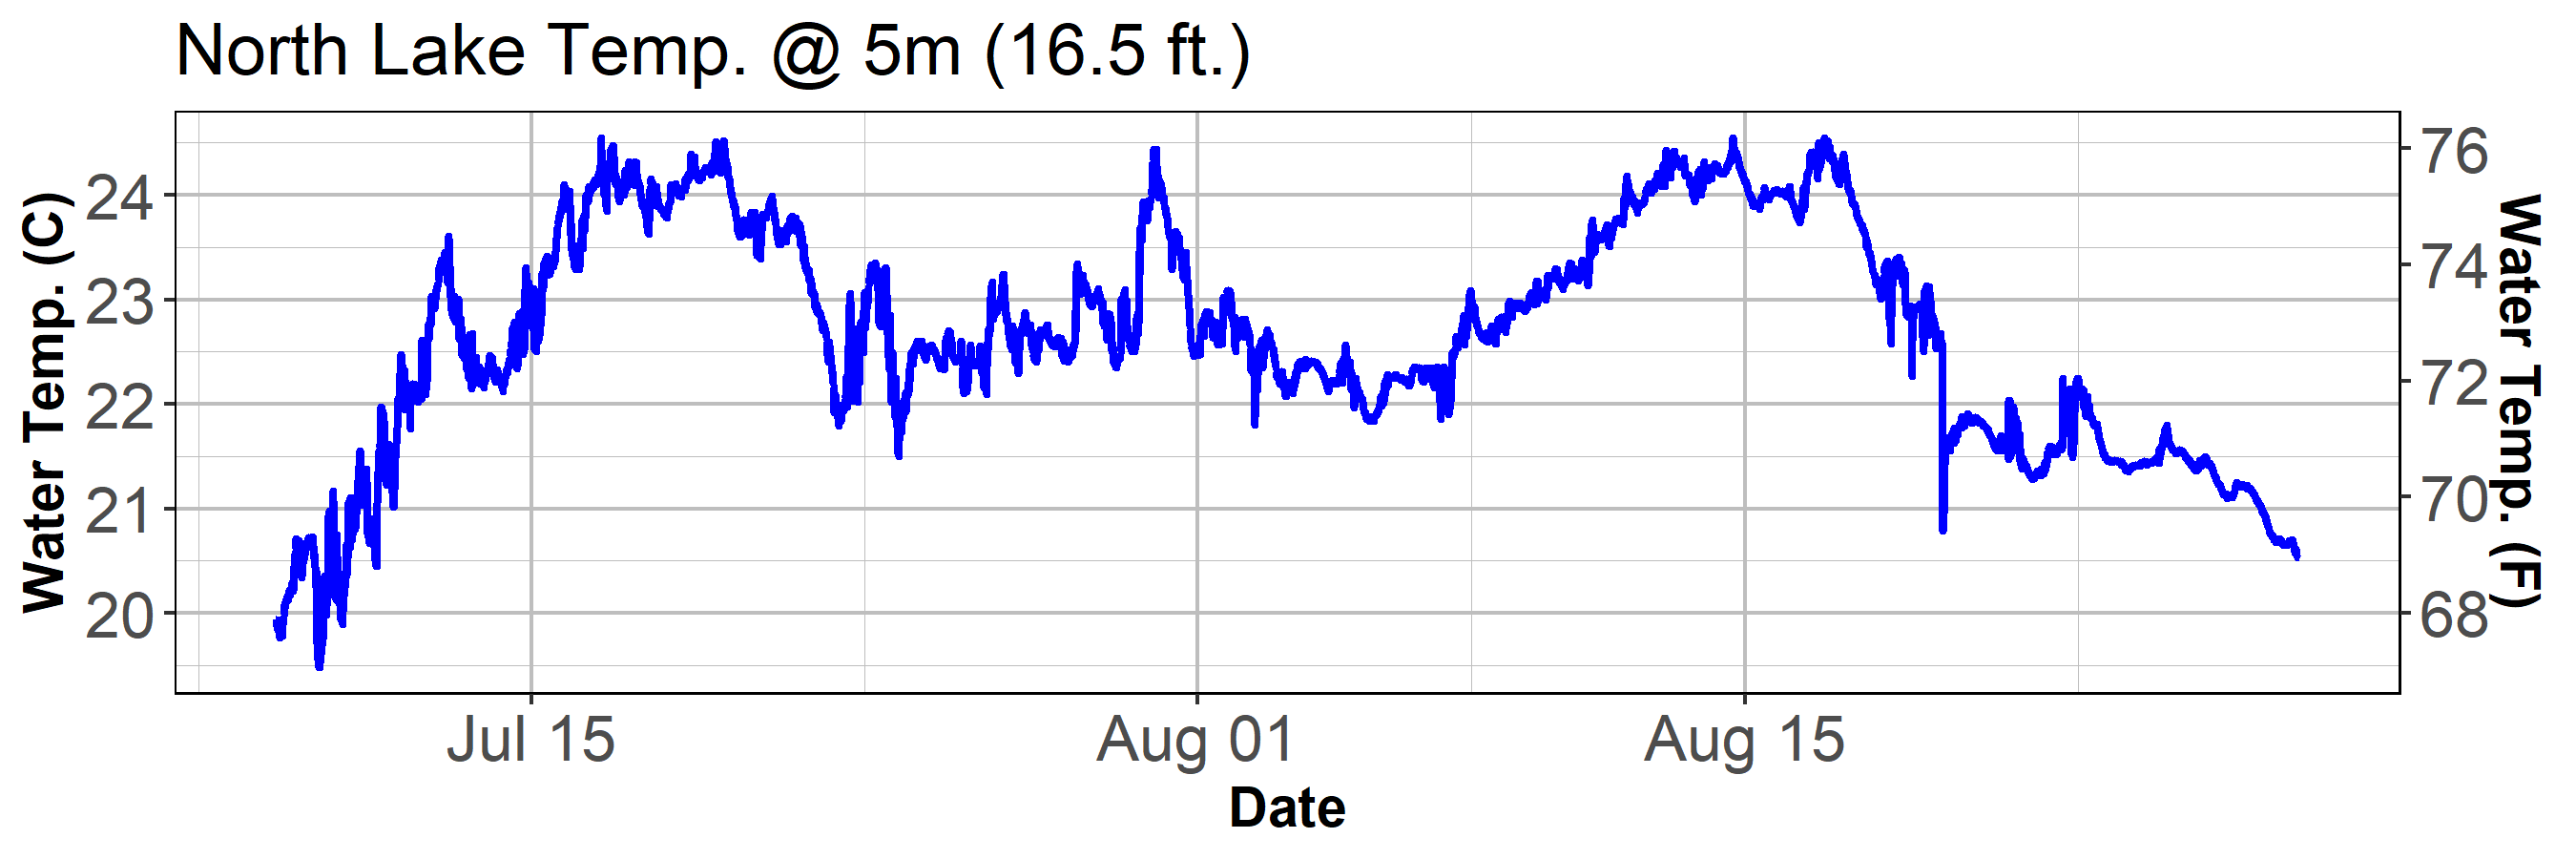 North Lake Temp. @ 5m (16.5 ft.)
Water Temp. (C)
24
23
22
21
20
76
74
72
70
68
Water Temp. (F)
Jul 15
Aug 01
Aug 15
Date